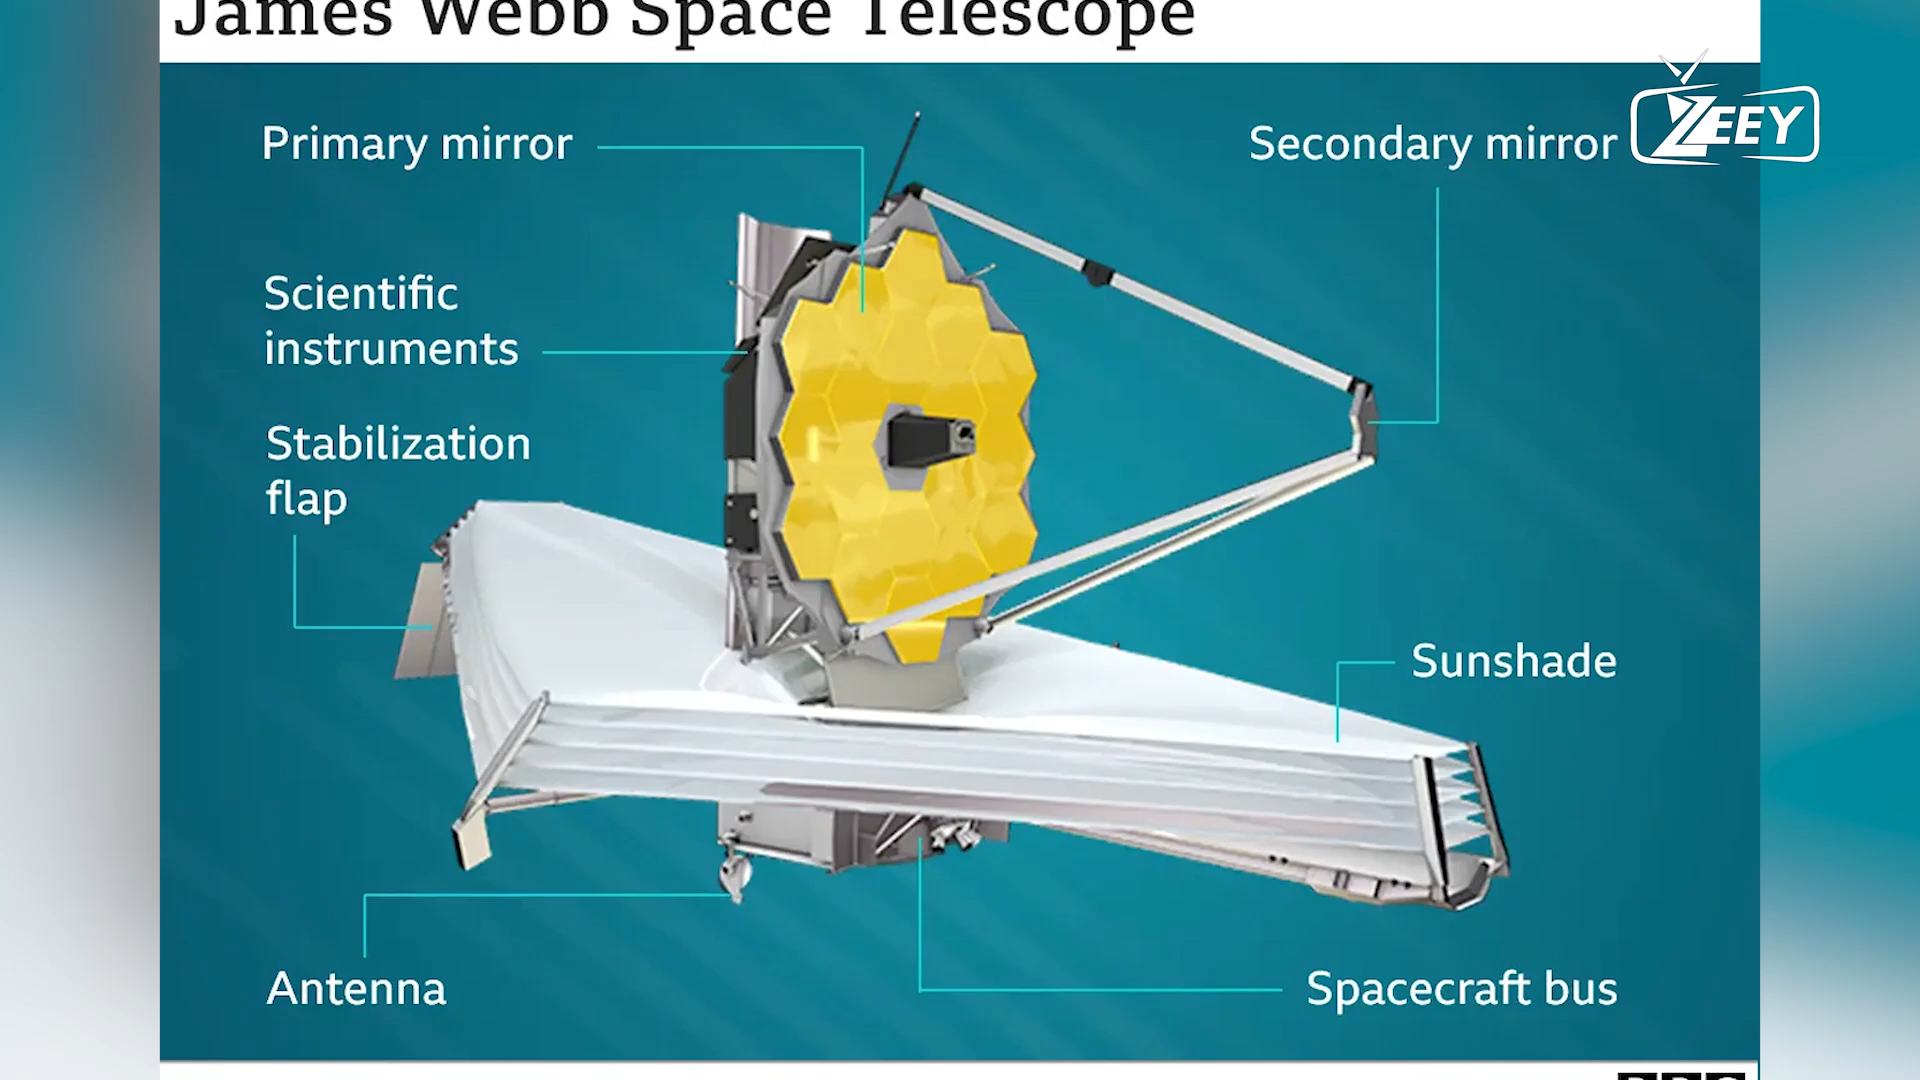 James Webb Space Telescope
ZEEY
Primary mirror
Secondary mirror
Scientific
instruments
Stabilization
flap
Sunshade
Antenna
Spacecraft bus